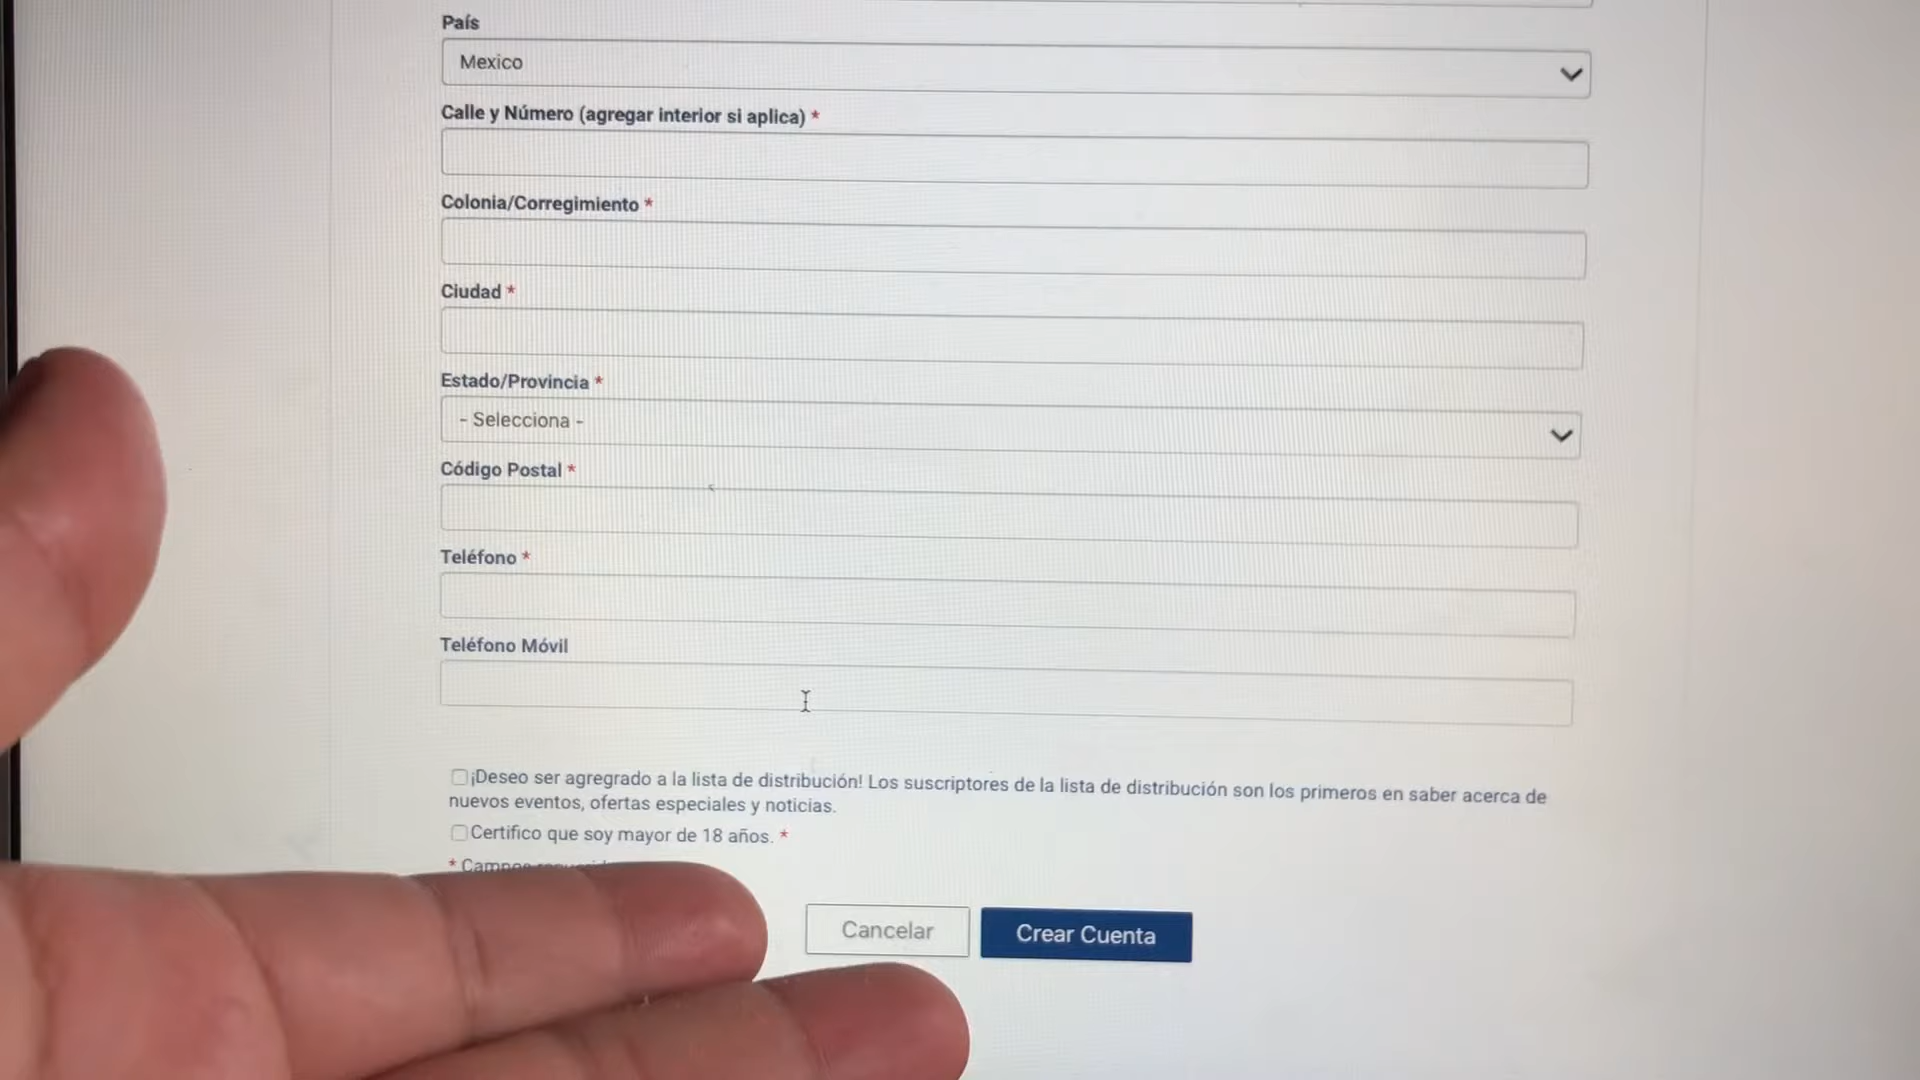 País
Mexico
Calle y Número (agregar interior si aplica) *
Colonia/Corregimiento *
Ciudad *
Estado/Provincia *
- Selecciona -
Código Postal *
Teléfono *
Teléfono Móvil
¡Deseo ser agregrado a la lista de distribución! Los suscriptores de la lista de distribución son los primeros en saber acerca de
nuevos eventos, ofertas especiales y noticias.
Certifico que soy mayor de 18 años. *
* Campos
Cancelar
Crear Cuenta